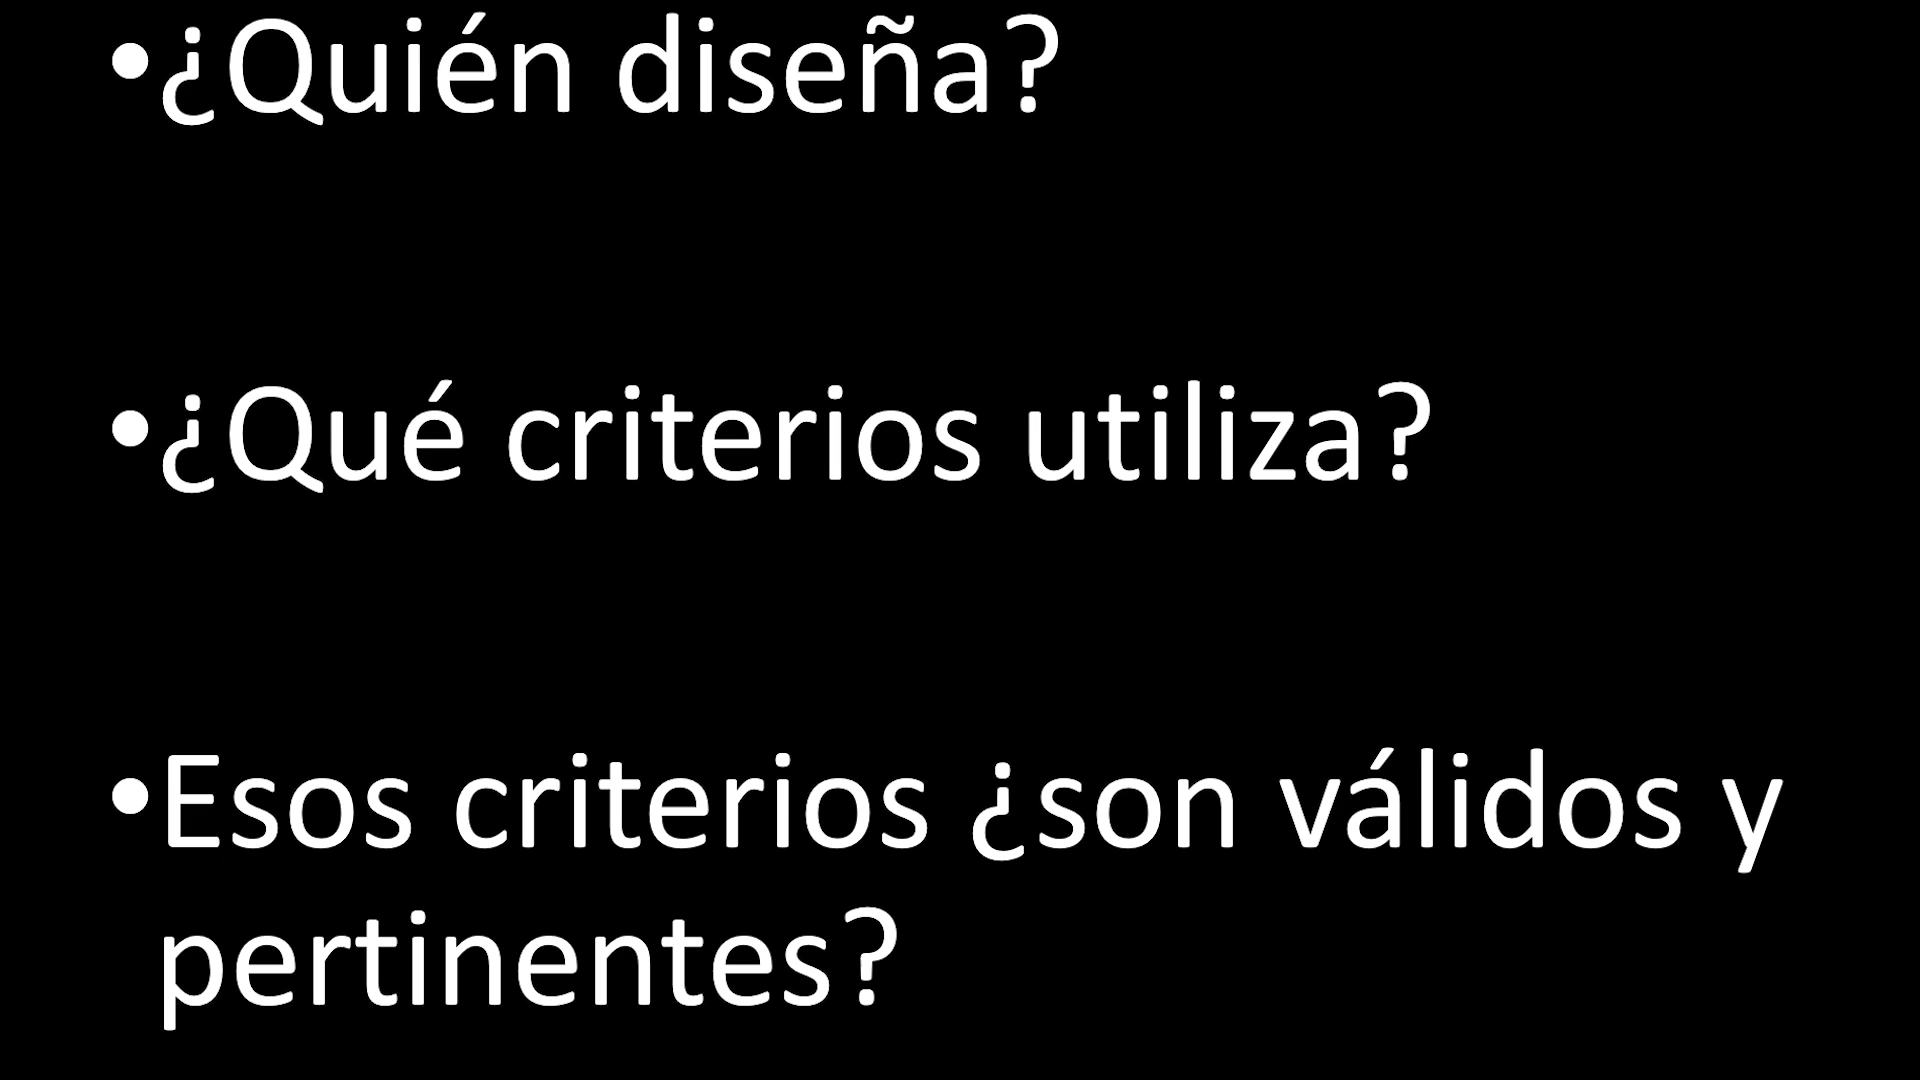 •¿Quién diseña?
•¿Qué criterios utiliza?
•Esos criterios ¿son válidos y
pertinentes?